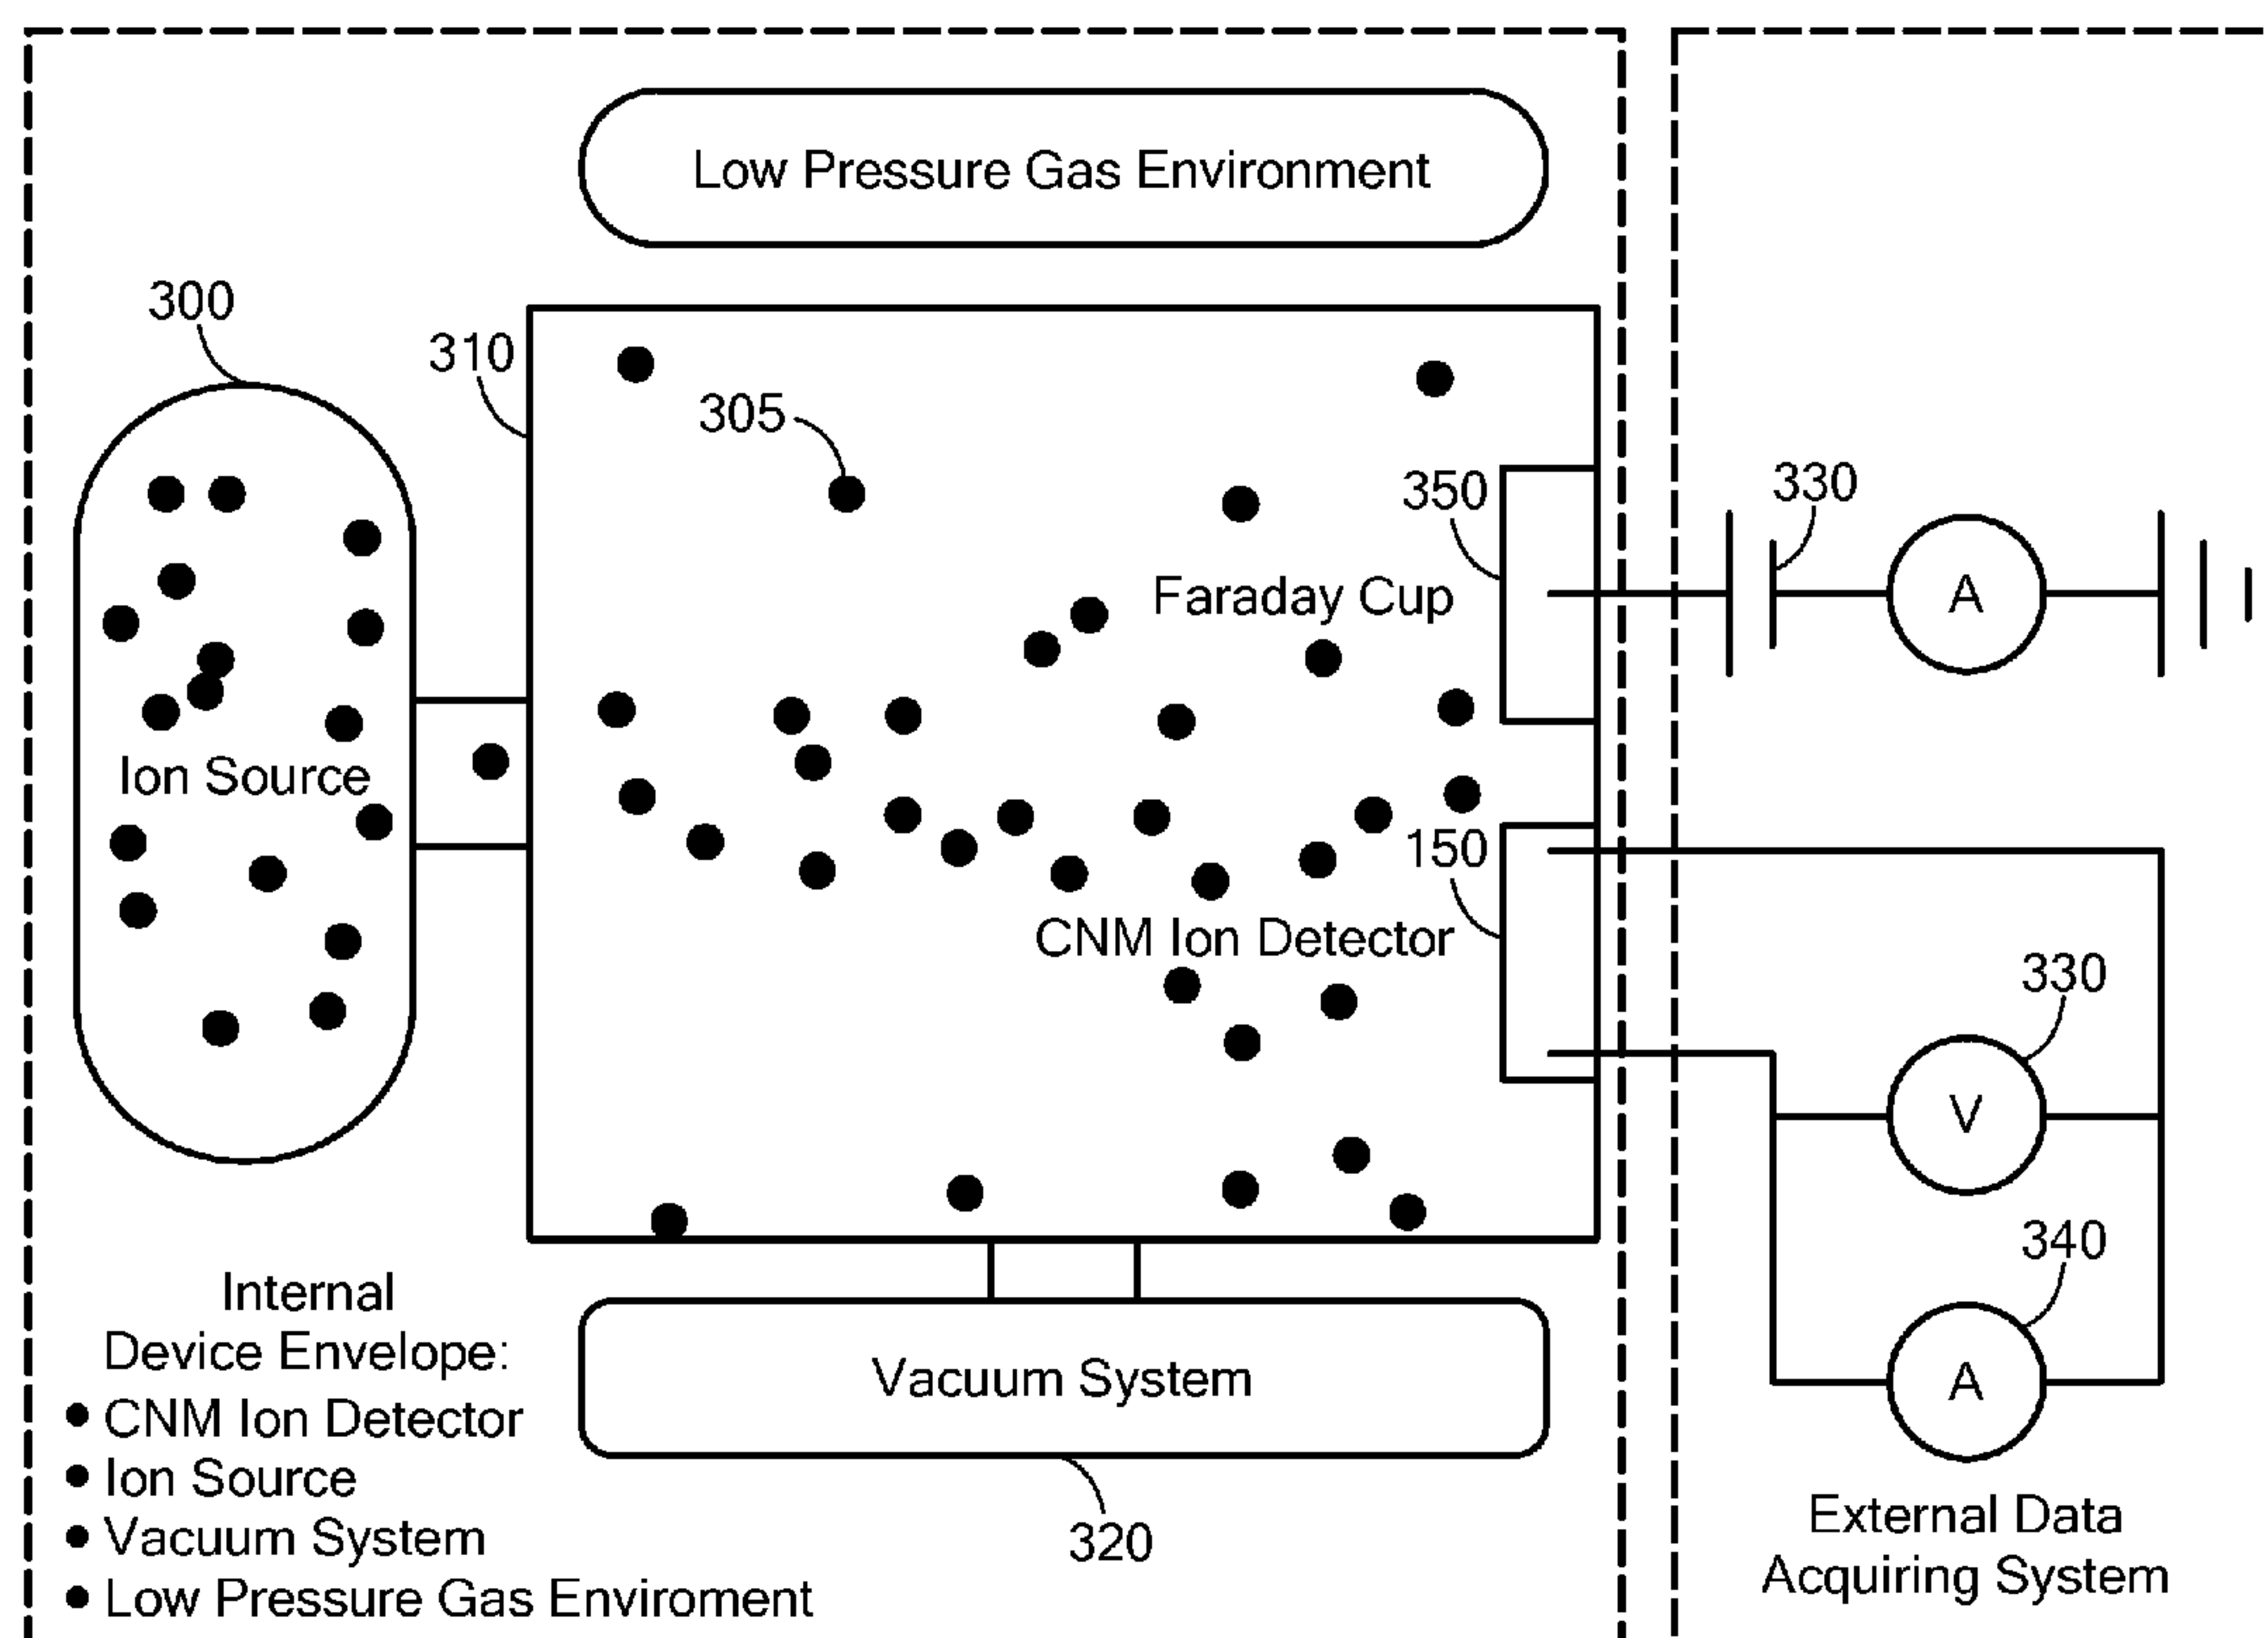 Low Pressure Gas Environment
300
310
305
350
330
Faraday Cup
A
Ion Source
150
CNM Ion Detector
330
V
340
A
Vacuum System
320
Internal
Device Envelope:
• CNM Ion Detector
• Ion Source
• Vacuum System
• Low Pressure Gas Enviroment
External Data
Acquiring System